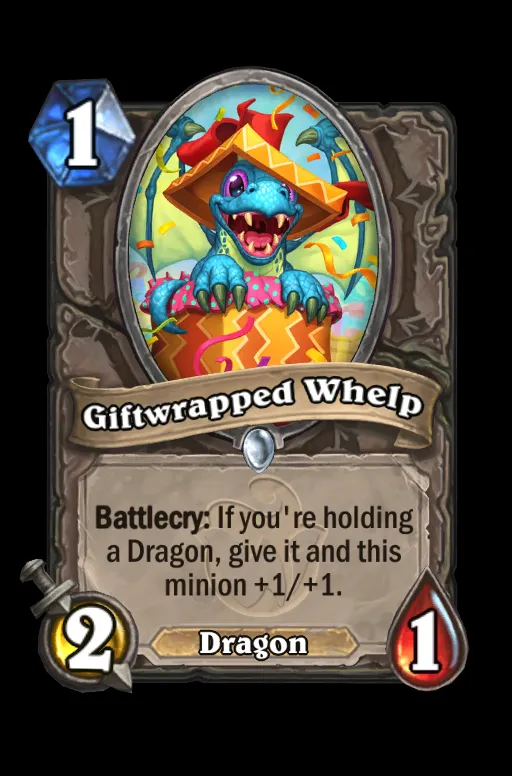 1
Giftwrapped Whelp
Battlecry: If you're holding
a Dragon, give it and this
minion +1/+1.
2
Dragon
1